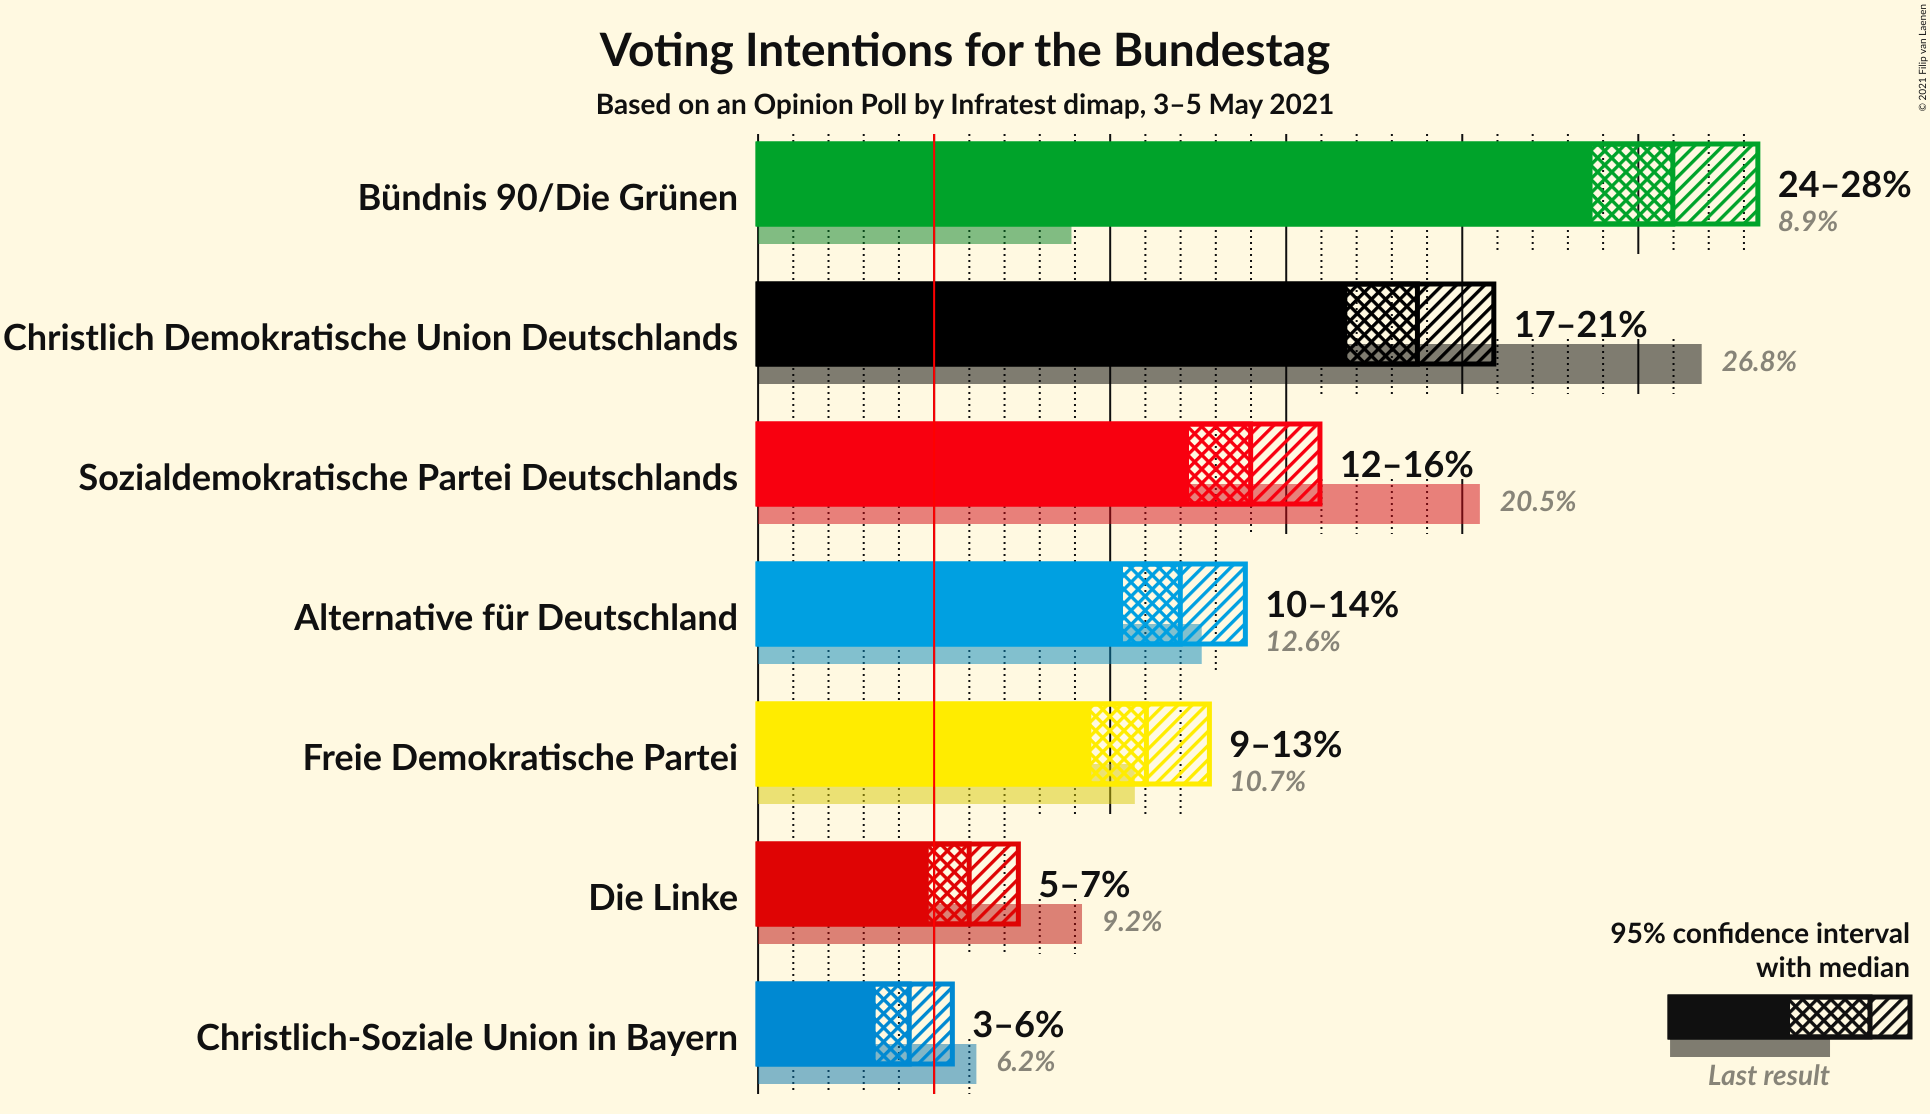 Voting Intentions for the Bundestag
Based on an Opinion Poll by Infratest dimap, 3–5 May 2021
© 2021 Filip van Laenen
Bündnis 90/Die Grünen
24–28%
8.9%
Christlich Demokratische Union Deutschlands
17–21%
26.8%
Sozialdemokratische Partei Deutschlands
12–16%
20.5%
Alternative für Deutschland
10–14%
12.6%
Freie Demokratische Partei
9–13%
10.7%
Die Linke
5–7%
9.2%
Christlich-Soziale Union in Bayern
3–6%
6.2%
95% confidence interval
with median
Last result